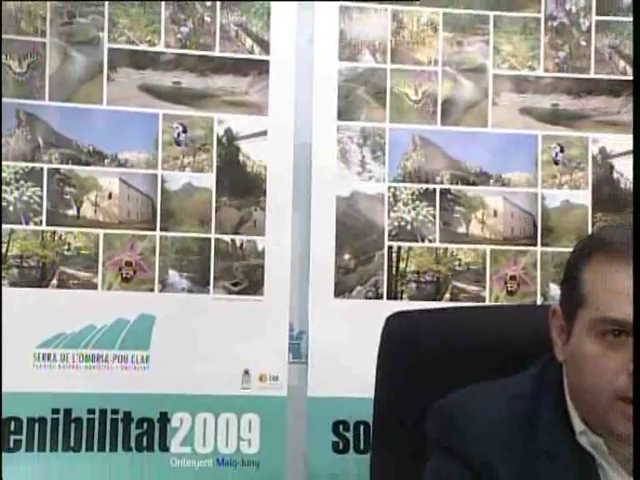 SERRA DE L'OMBRIA-POU CLAR
enibilitat2009
Ontinyent Maig-Juny
so